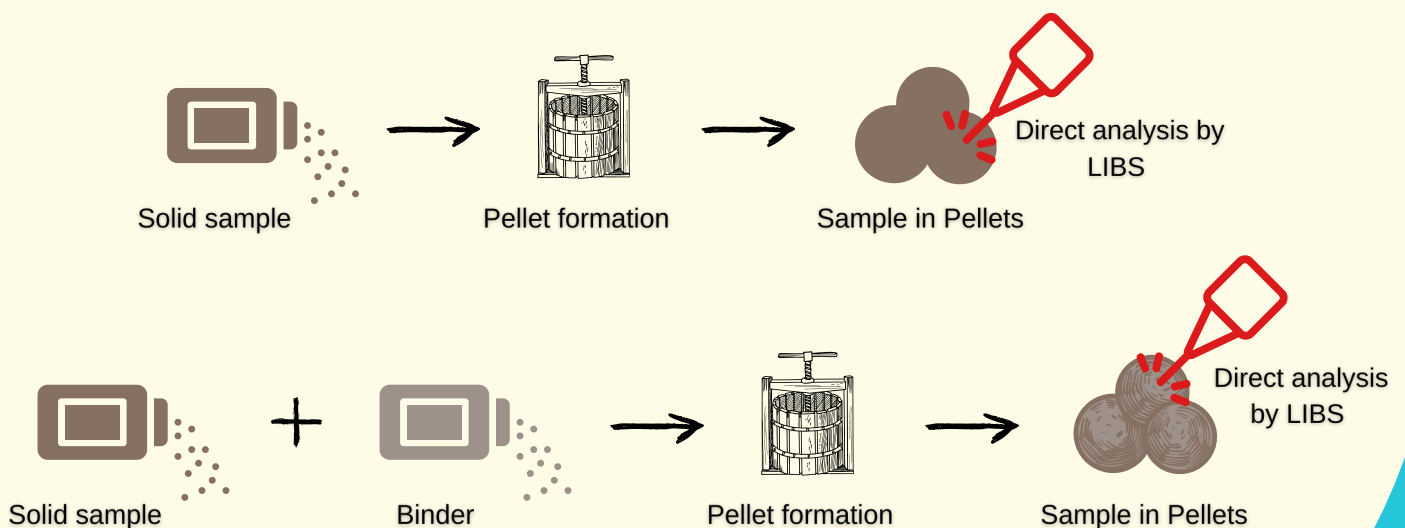 Direct analysis by
LIBS
Solid sample
Pellet formation
Sample in Pellets
Direct analysis
by LIBS
Solid sample
Binder
Pellet formation
Sample in Pellets